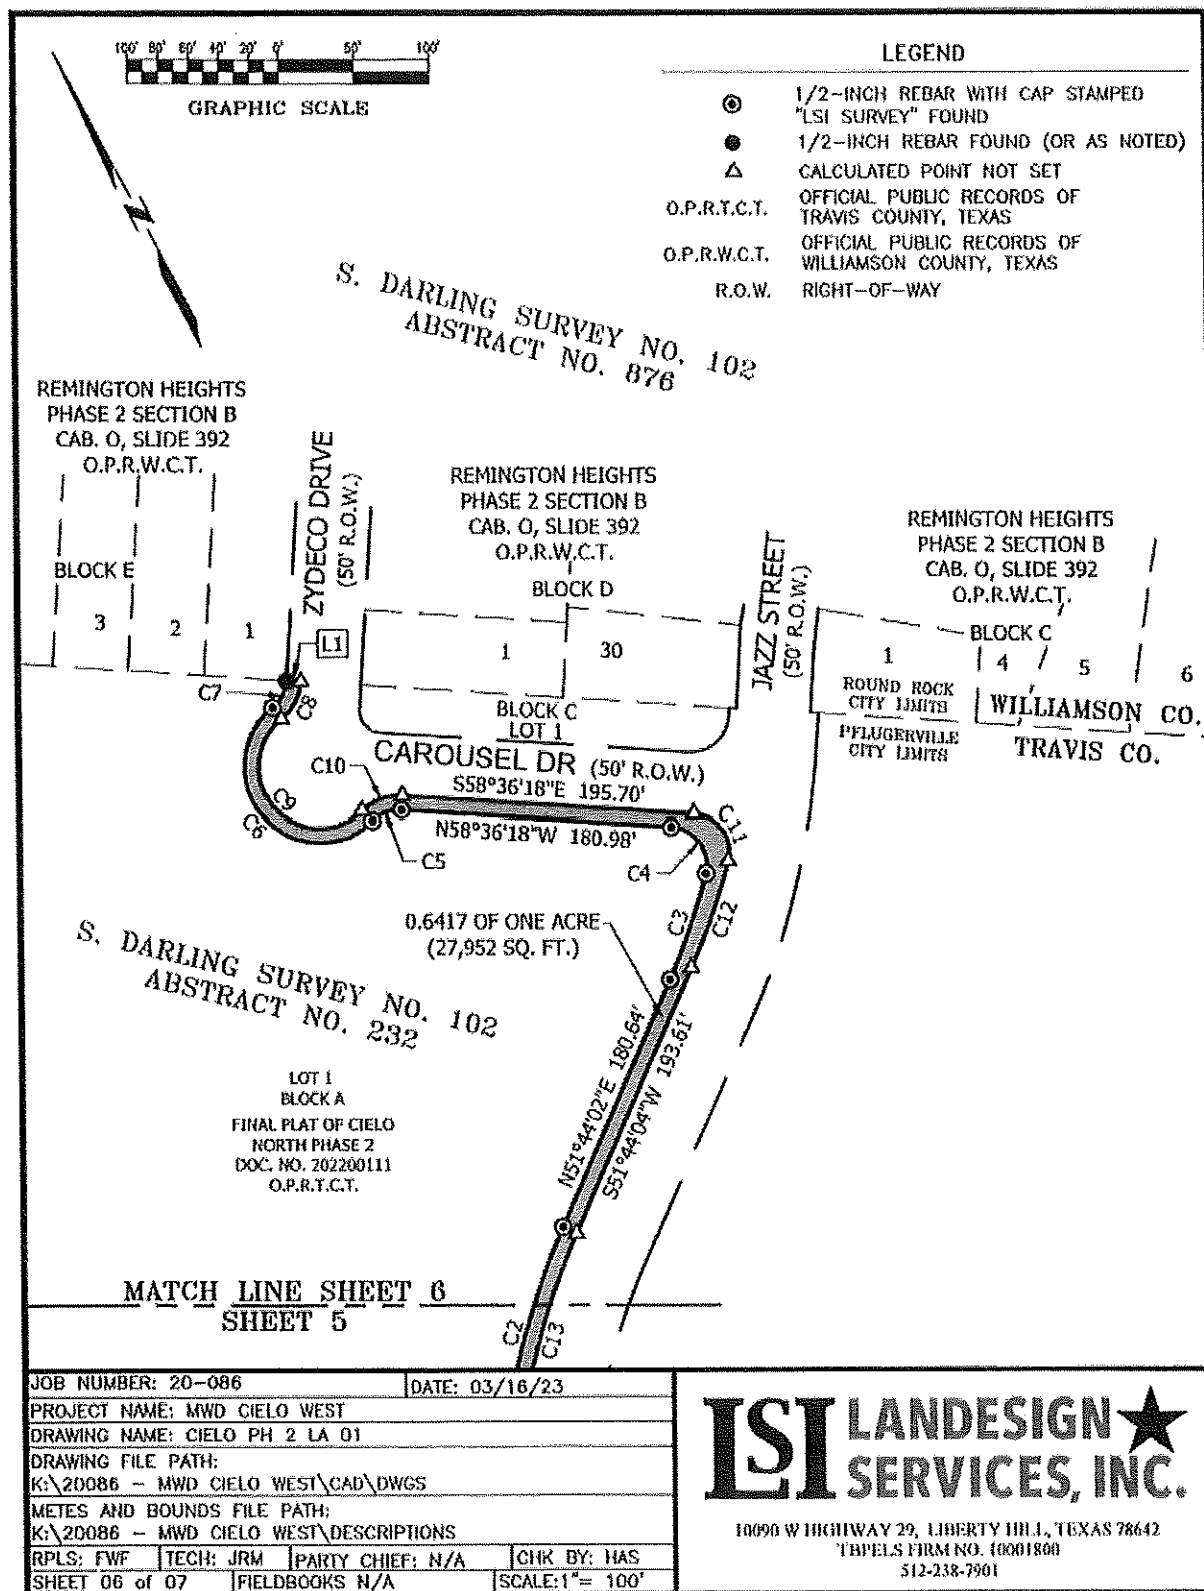 100' 80' 60' 40' 20' 0' 50' 100'
GRAPHIC SCALE
LEGEND
1/2-INCH REBAR WITH CAP STAMPED
"LSI SURVEY" FOUND
1/2-INCH REBAR FOUND (OR AS NOTED)
CALCULATED POINT NOT SET
O.P.R.T.C.T. OFFICIAL PUBLIC RECORDS OF
TRAVIS COUNTY, TEXAS
O.P.R.W.C.T. OFFICIAL PUBLIC RECORDS OF
WILLIAMSON COUNTY, TEXAS
R.O.W. RIGHT-OF-WAY
N
S. DARLING SURVEY NO. 102
ABSTRACT NO. 876
REMINGTON HEIGHTS
PHASE 2 SECTION B
CAB. O, SLIDE 392
O.P.R.W.C.T.
ZYDECO DRIVE
(50' R.O.W.)
REMINGTON HEIGHTS
PHASE 2 SECTION B
CAB. O, SLIDE 392
O.P.R.W.C.T.
BLOCK D
JAZZ STREET
(50' R.O.W.)
REMINGTON HEIGHTS
PHASE 2 SECTION B
CAB. O, SLIDE 392
O.P.R.W.C.T.
BLOCK E
3
2
1
L1
1
30
BLOCK C
1
4
5
6
ROUND ROCK
CITY LIMITS
WILLIAMSON CO.
PFLUGERVILLE
CITY LIMITS
TRAVIS CO.
C7
C8
BLOCK C
LOT 1
CAROUSEL DR (50' R.O.W.)
C10
S58°36'18"E 195.70'
C9
C6
N58°36'18"W 180.98'
C5
C11
C4
C3
C12
0.6417 OF ONE ACRE
(27,952 SQ. FT.)
S. DARLING SURVEY NO. 102
ABSTRACT NO. 232
N51°44'02"E 180.64'
S51°44'04"W 193.61'
LOT 1
BLOCK A
FINAL PLAT OF CIELO
NORTH PHASE 2
DOC. NO. 202200111
O.P.R.T.C.T.
MATCH LINE SHEET 6
SHEET 5
C2
C13
JOB NUMBER: 20-086 DATE: 03/16/23
PROJECT NAME: MWD CIELO WEST
DRAWING NAME: CIELO PH 2 LA 01
DRAWING FILE PATH:
K:\20086 - MWD CIELO WEST\CAD\DWGS
METES AND BOUNDS FILE PATH:
K:\20086 - MWD CIELO WEST\DESCRIPTIONS
RPLS: FWF TECH: JRM PARTY CHIEF: N/A CHK BY: HAS
SHEET 06 of 07 FIELDBOOKS N/A SCALE:1"= 100'
LSI LANDESIGN
SERVICES, INC.
10090 W HIGHWAY 29, LIBERTY HILL, TEXAS 78642
TBPELS FIRM NO. 10001800
512-238-7901